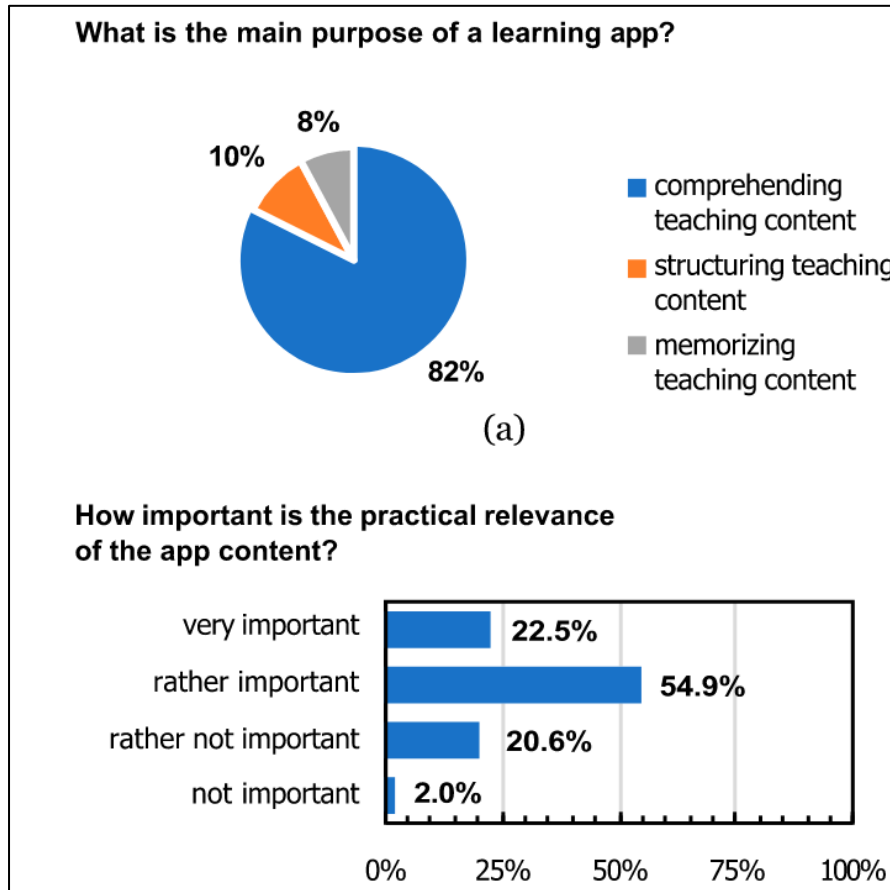 What is the main purpose of a learning app?
8%
10%
82%
comprehending
teaching content
structuring teaching
content
memorizing
teaching content
(a)
How important is the practical relevance
of the app content?
very important
22.5%
rather important
54.9%
rather not important
20.6%
not important
2.0%
0%
25%
50%
75%
100%